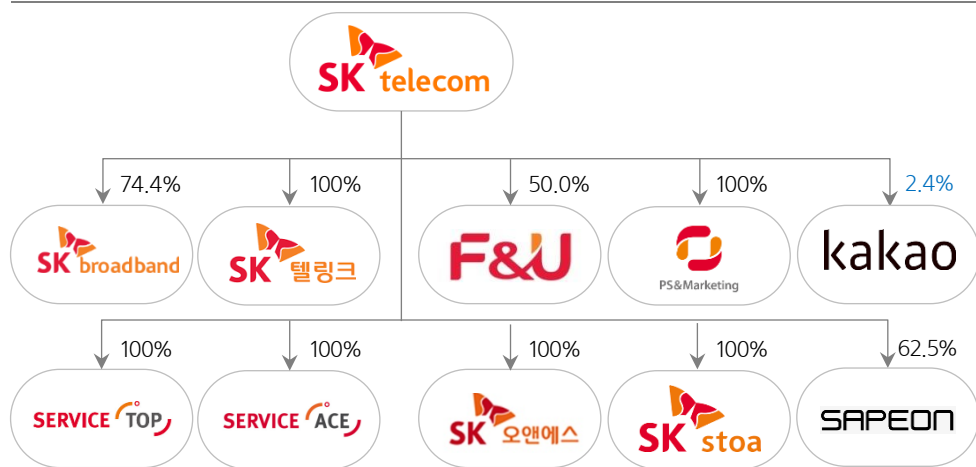 SK telecom
74.4% 100% 50.0% 100% 2.4%
SK broadband SK 텔링크 F&U PS&Marketing kakao
100% 100% 100% 100% 62.5%
SERVICE TOP SERVICE ACE SK 오앤에스 SK stoa SAPEON